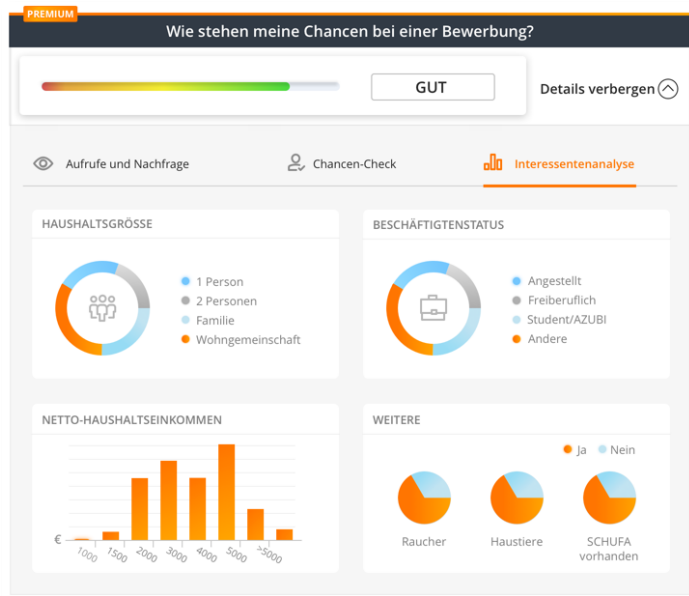 PREMIUM
Wie stehen meine Chancen bei einer Bewerbung?
GUT
Details verbergen
Aufrufe und Nachfrage
Chancen-Check
Interessentenanalyse
HAUSHALTSGRÖSSE
1 Person
2 Personen
Familie
Wohngemeinschaft
BESCHÄFTIGTENSTATUS
Angestellt
Freiberuflich
Student/AZUBI
Andere
NETTO-HAUSHALTSEINKOMMEN
€
1000 1500 2000 3000 4000 5000 >5000
WEITERE
Ja Nein
Raucher
Haustiere
SCHUFA
vorhanden